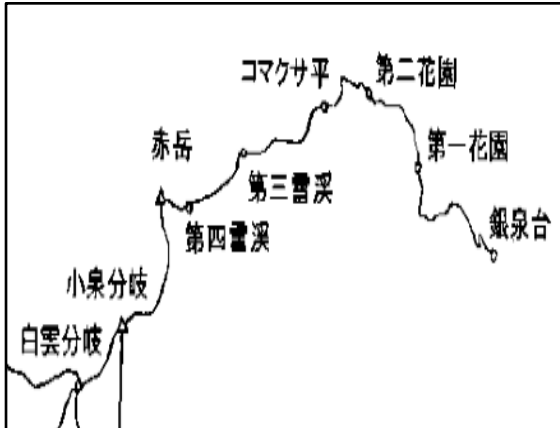 コマクサ平
第二花園
赤岳
第一花園
第三雪渓
銀泉台
第四雪渓
小泉分岐
白雲分岐